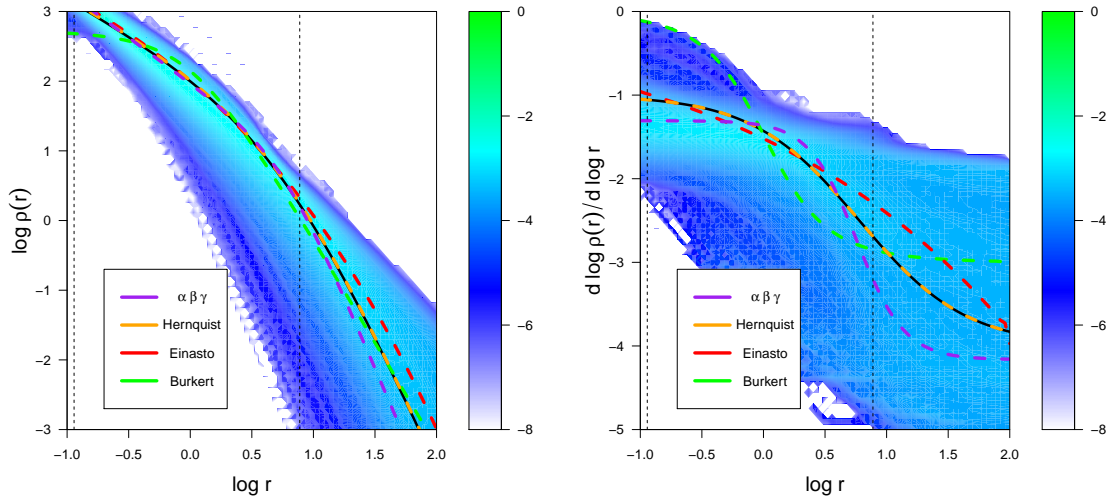 3
2
1
0
−1
−2
−3
−1.0 −0.5 0.0 0.5 1.0 1.5 2.0
log r
log ρ(r)
α β γ
Hernquist
Einasto
Burkert
0
−2
−4
−6
−8
0
−1
−2
−3
−4
−5
−1.0 −0.5 0.0 0.5 1.0 1.5 2.0
log r
d log ρ(r)/d log r
α β γ
Hernquist
Einasto
Burkert
0
−2
−4
−6
−8